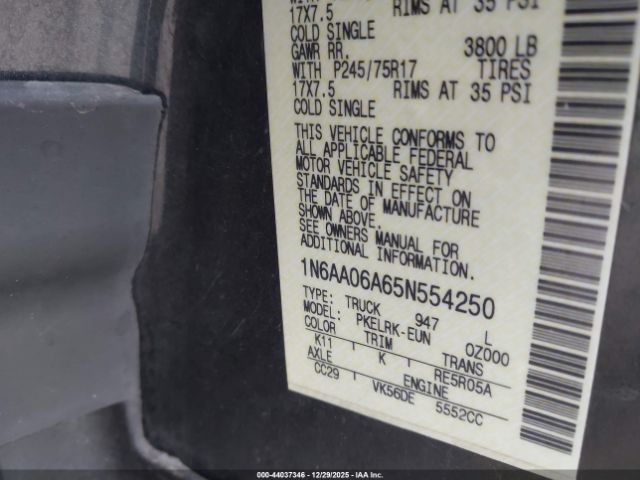 17X7.5 RIMS AT 35 PSI
COLD SINGLE
GAWR RR. 3800 LB
WITH P245/75R17 TIRES
17X7.5 RIMS AT 35 PSI
COLD SINGLE
THIS VEHICLE CONFORMS TO
ALL APPLICABLE FEDERAL
MOTOR VEHICLE SAFETY
STANDARDS IN EFFECT ON
THE DATE OF MANUFACTURE
SHOWN ABOVE.
SEE OWNERS MANUAL FOR
ADDITIONAL INFORMATION.
1N6AA06A65N554250
TYPE: TRUCK 947 L
MODEL: PKELRK-EUN 0Z000
COLOR TRIM TRANS
K11 K RE5R05A
AXLE ENGINE
CC29 VK56DE 5552CC
000-44037346 - 12/29/2025 - IAA Inc.